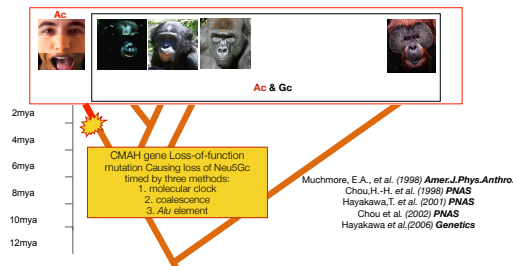 Ac
Ac & Gc
2mya
4mya
6mya
8mya
10mya
12mya
CMAH gene Loss-of-function
mutation Causing loss of Neu5Gc
timed by three methods:
1. molecular clock
2. coalescence
3. Alu element
Muchmore, E.A., et al. (1998) Amer.J.Phys.Anthro.
Chou,H.-H. et al. (1998) PNAS
Hayakawa,T. et al. (2001) PNAS
Chou et al. (2002) PNAS
Hayakawa et al.(2006) Genetics